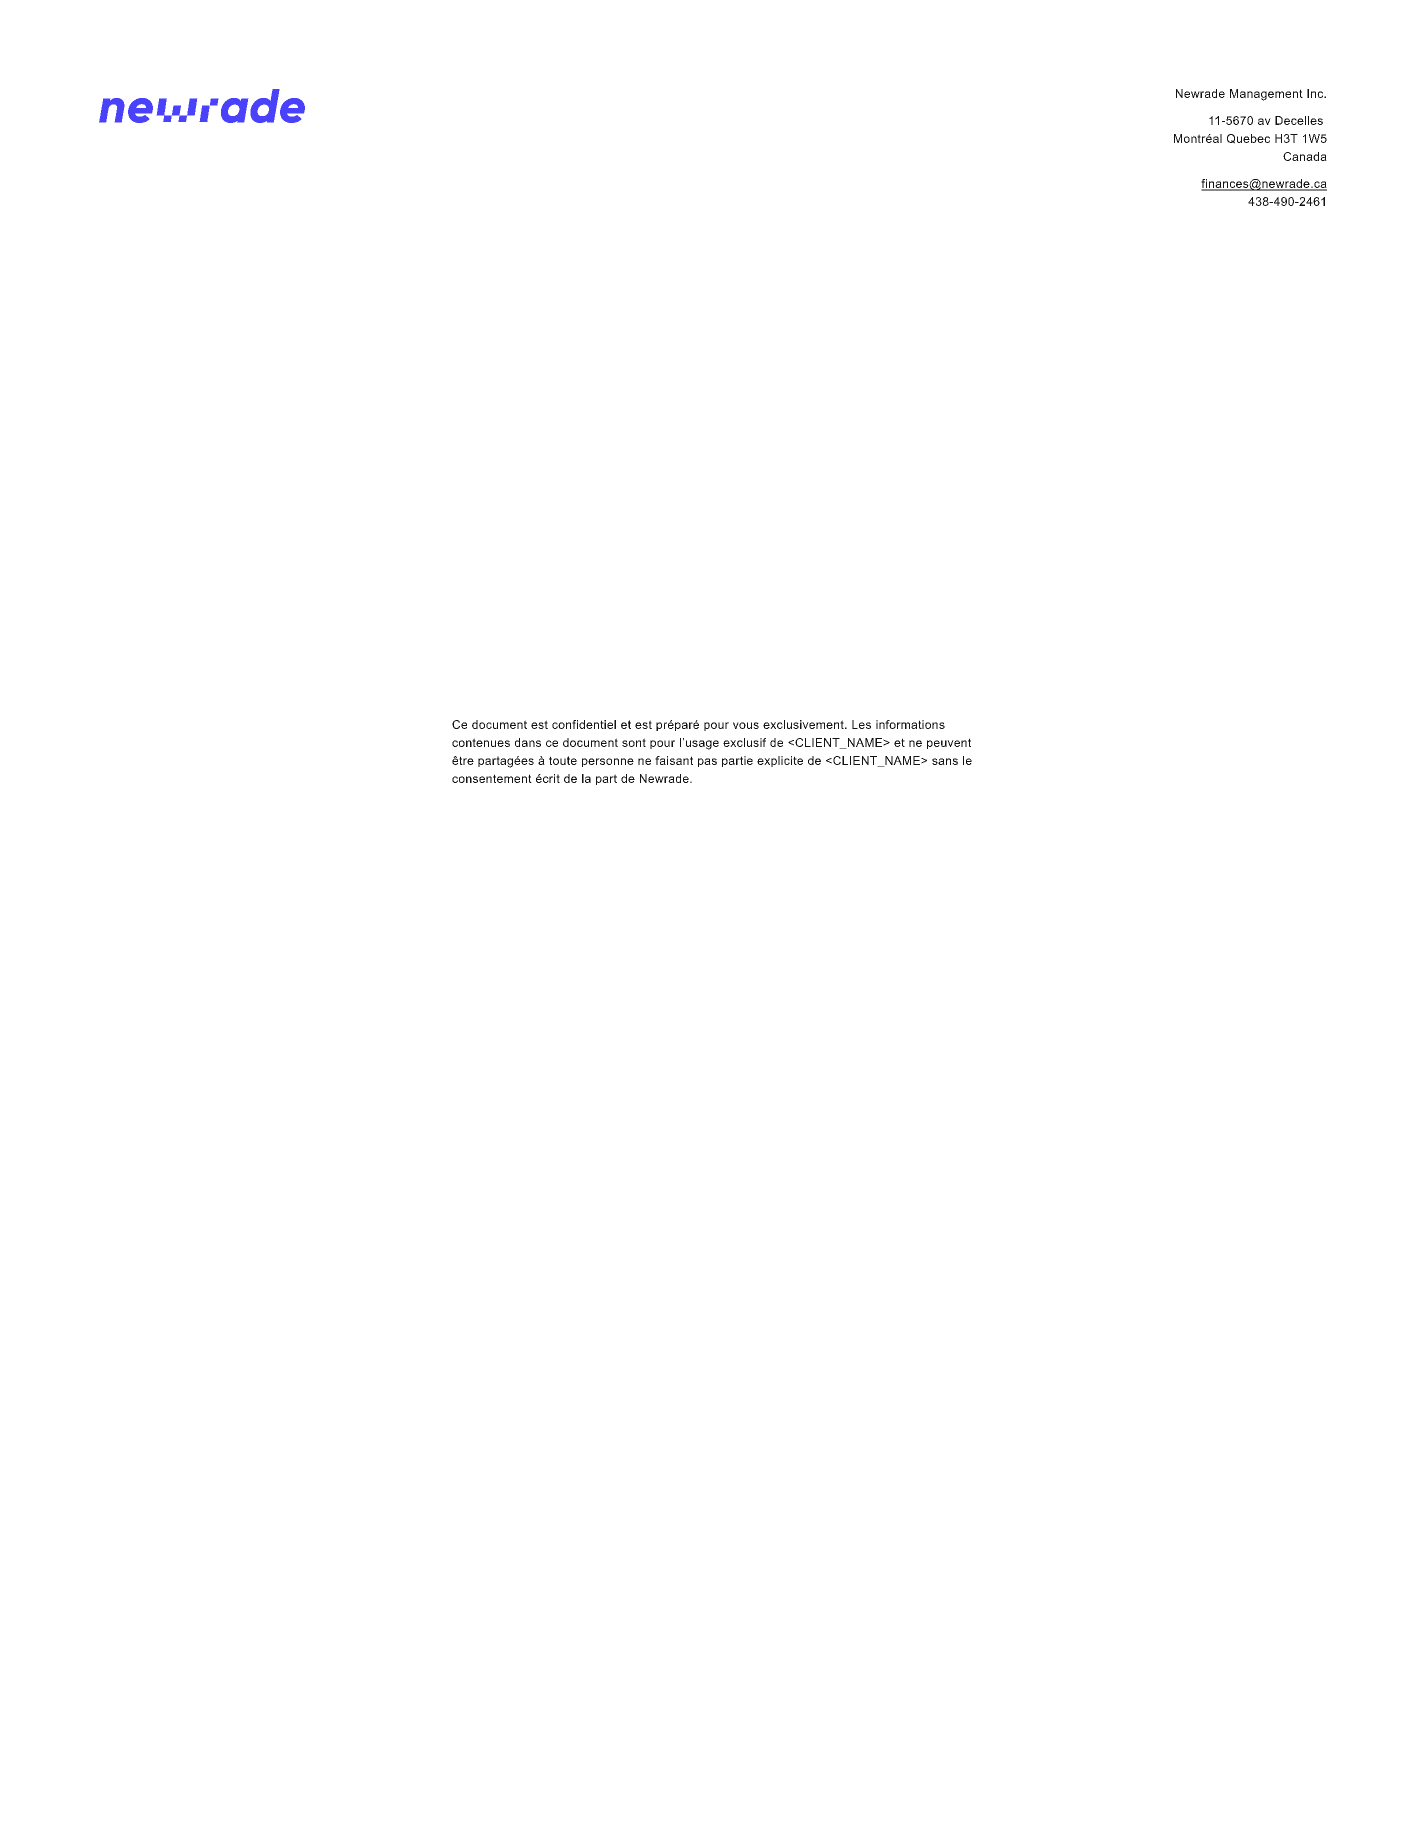 newrade
Newrade Management Inc.
11-5670 av Decelles
Montréal Quebec H3T 1W5
Canada
finances@newrade.ca
438-490-2461
Ce document est confidentiel et est préparé pour vous exclusivement. Les informations
contenues dans ce document sont pour l'usage exclusif de <CLIENT_NAME> et ne peuvent
être partagées à toute personne ne faisant pas partie explicite de <CLIENT_NAME> sans le
consentement écrit de la part de Newrade.